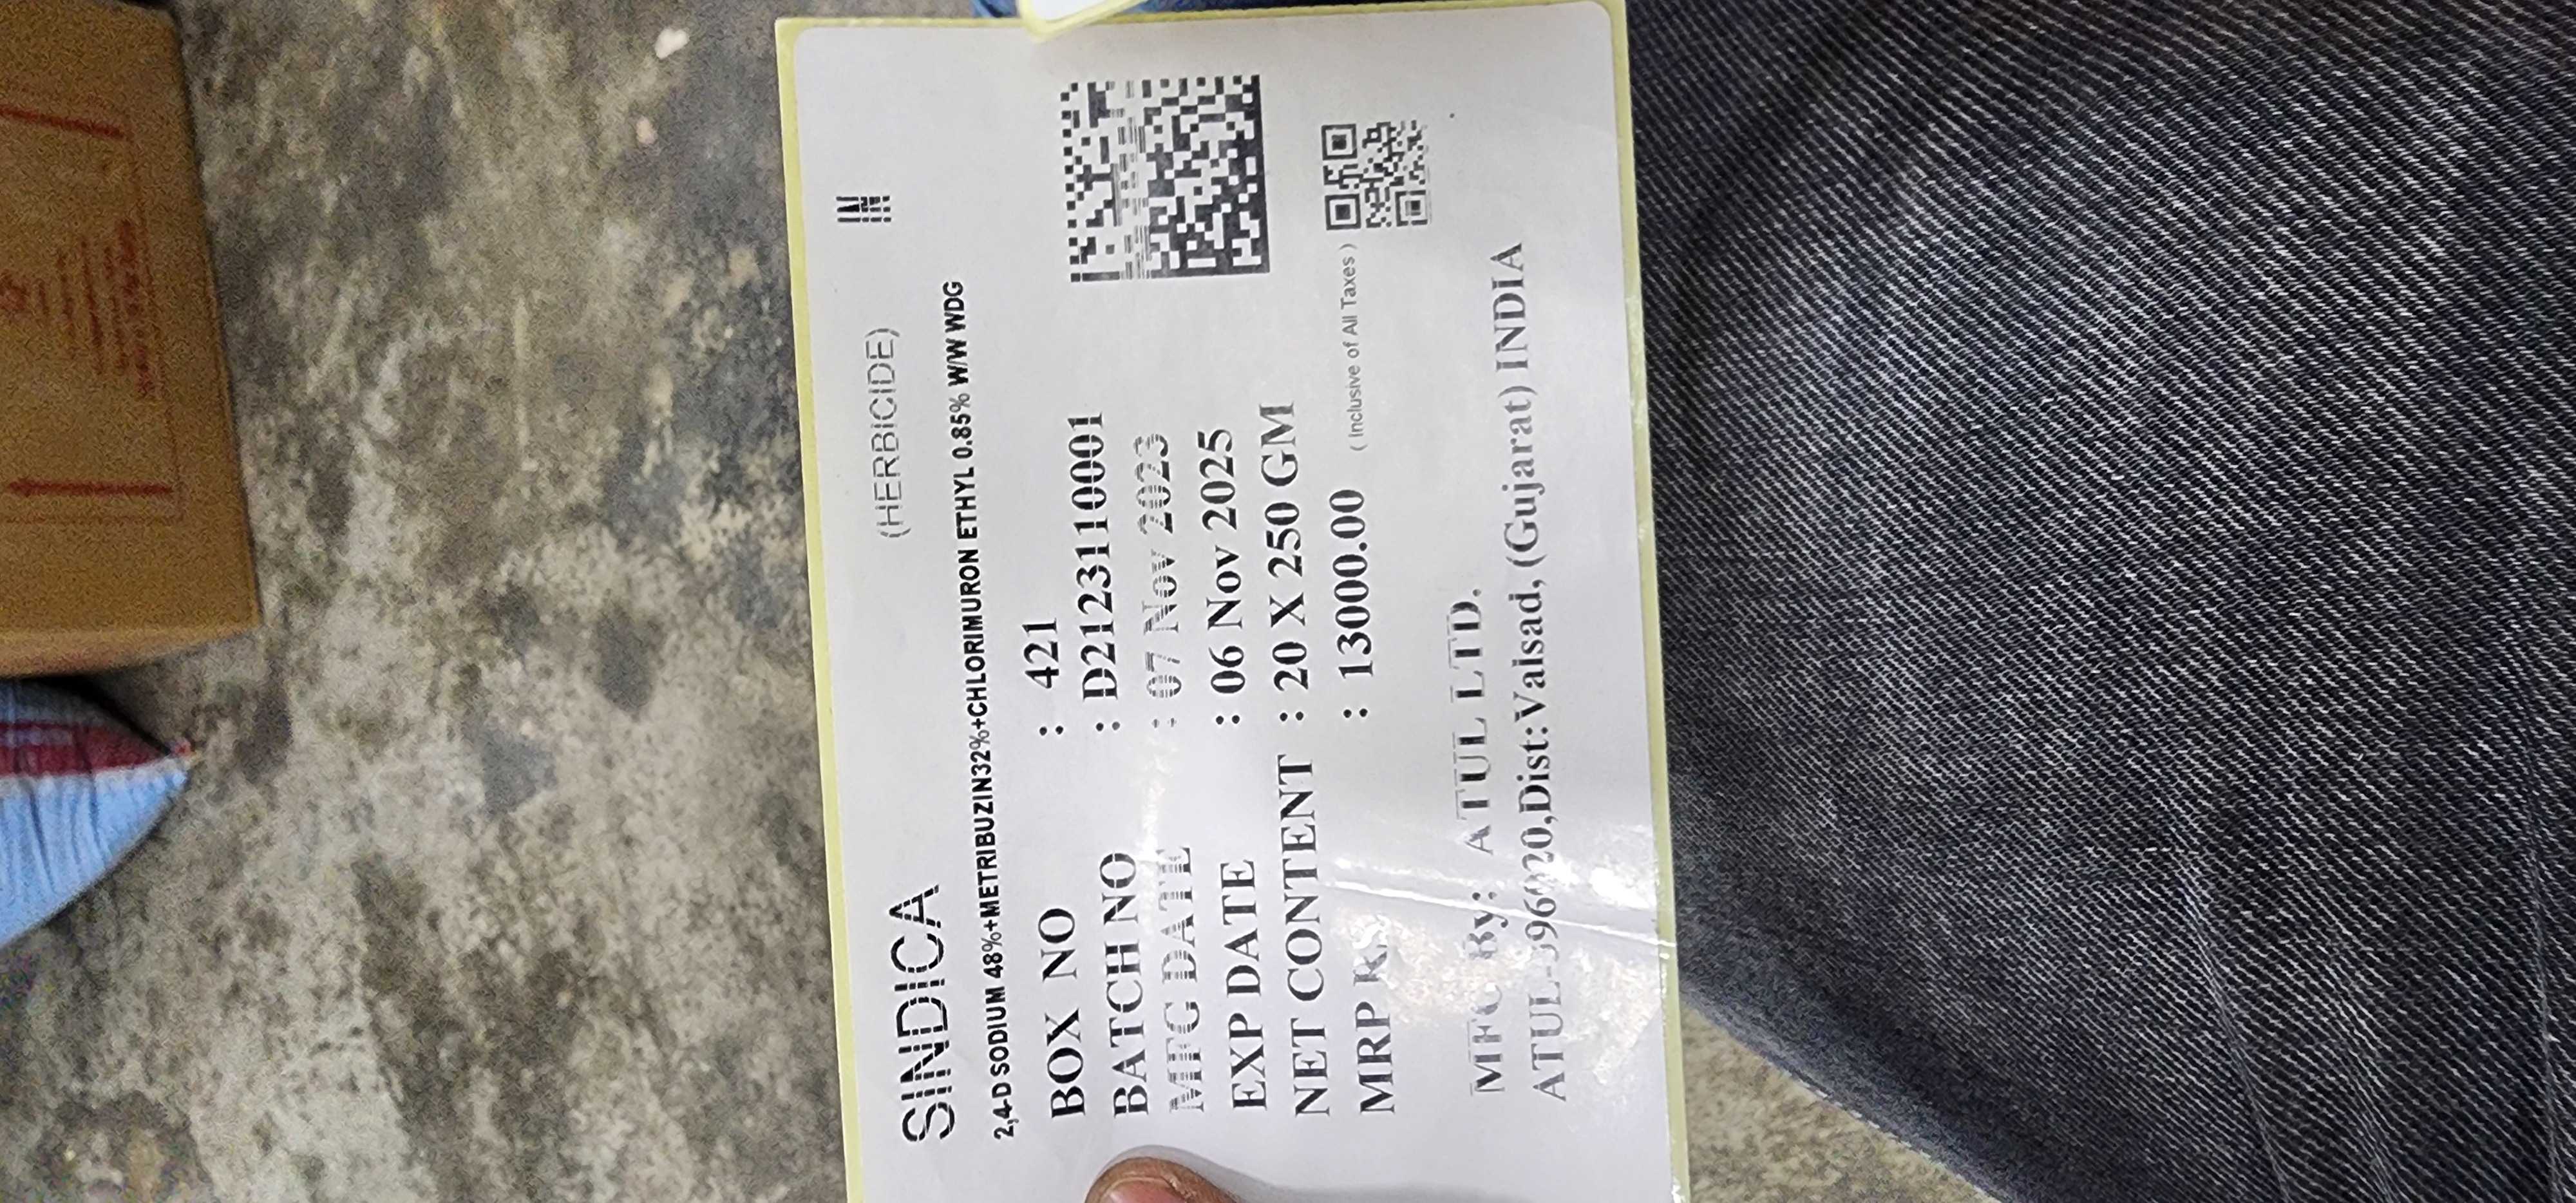 SINDICA (HERBICIDE) IN
2,4-D SODIUM 48%+METRIBUZIN32%+CHLORIMURON ETHYL 0.85% W/W WDG
BOX NO : 421
BATCH NO : D2123110001
MFG DATE : 07 Nov 2023
EXP DATE : 06 Nov 2025
NET CONTENT : 20 X 250 GM
MRP Rs. : 13000.00 ( Inclusive of All Taxes )
MFG By: ATUL LTD.
ATUL-396020,Dist:Valsad, (Gujarat) INDIA